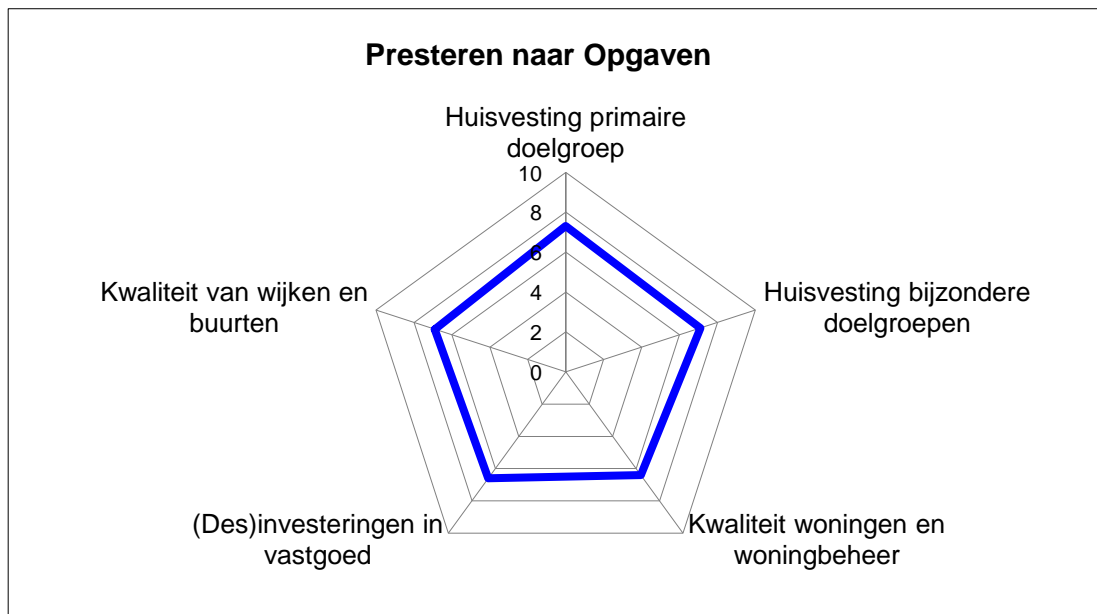 Presteren naar Opgaven
Huisvesting primaire
doelgroep
10
8
6
4
2
0
Huisvesting bijzondere
doelgroepen
Kwaliteit woningen en
woningbeheer
(Des)investeringen in
vastgoed
Kwaliteit van wijken en
buurten